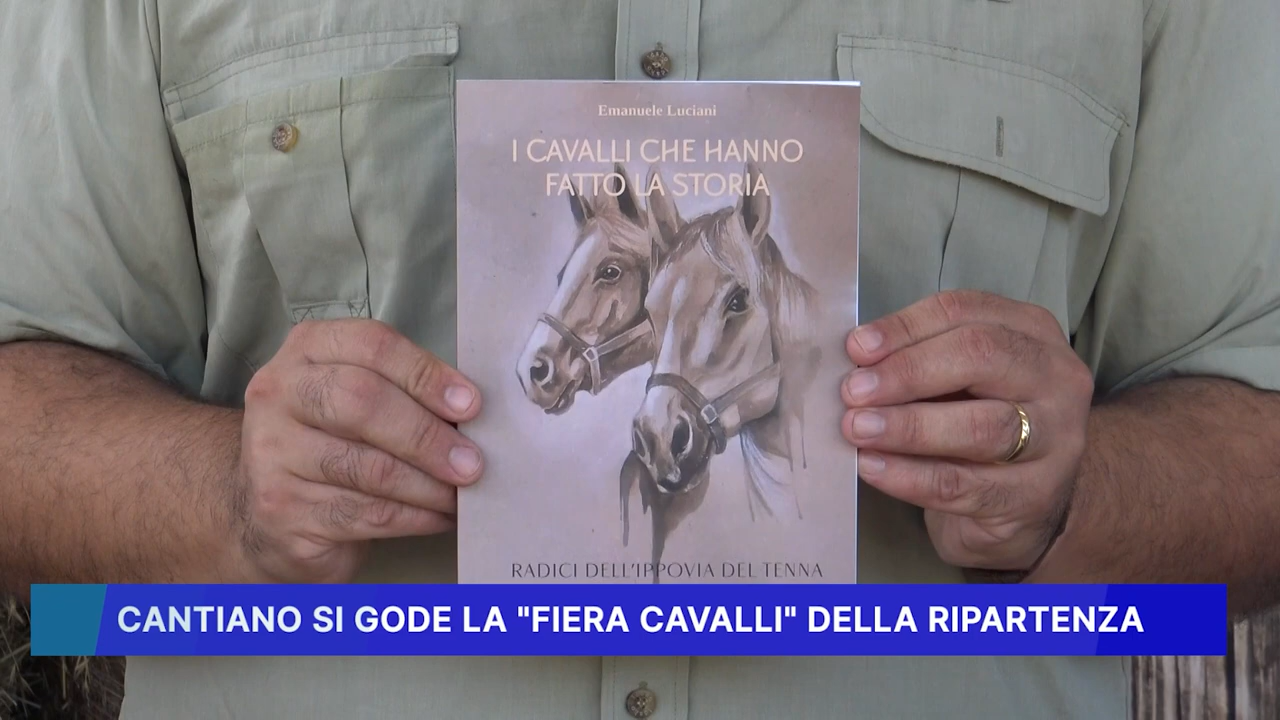 Emanuele Luciani
I CAVALLI CHE HANNO
FATTO LA STORIA
RADICI DELL'IPPOVIA DEL TENNA
CANTIANO SI GODE LA "FIERA CAVALLI" DELLA RIPARTENZA